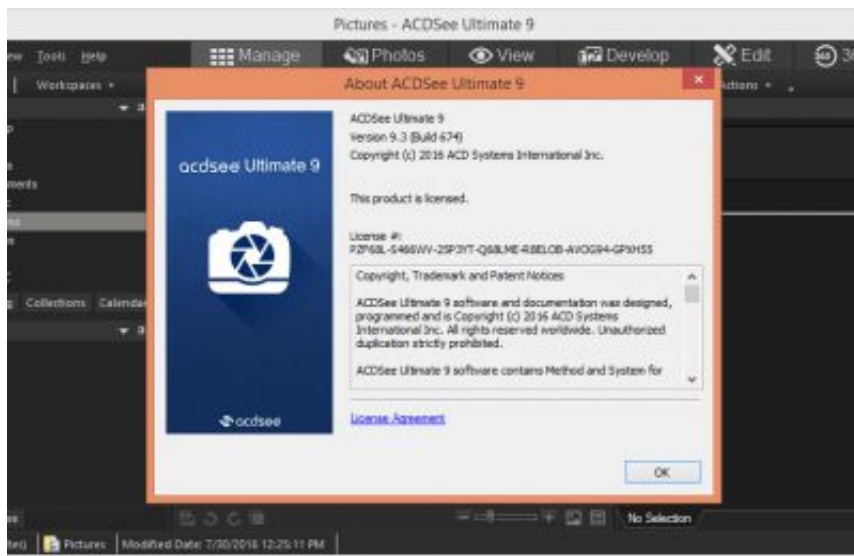 Pictures - ACDSee Ultimate 9
Tools Help
Manage Photos View Develop Edit
Workspaces
Actions
About ACDSee Ultimate 9
ACDSee Ultimate 9
Version 9.3 (Build 674)
Copyright (c) 2016 ACD Systems International Inc.
acdsee Ultimate 9
This product is licensed.
License #:
Copyright, Trademark and Patent Notices
ACDSee Ultimate 9 software and documentation was designed,
programmed and is Copyright (c) 2016 ACD Systems
International Inc. All rights reserved worldwide. Unauthorized
duplication strictly prohibited.
ACDSee Ultimate 9 software contains Method and System for
Collections
acdsee
License Agreement
OK
No Selection
Pictures Modified Date: 7/30/2016 12:25:11 PM